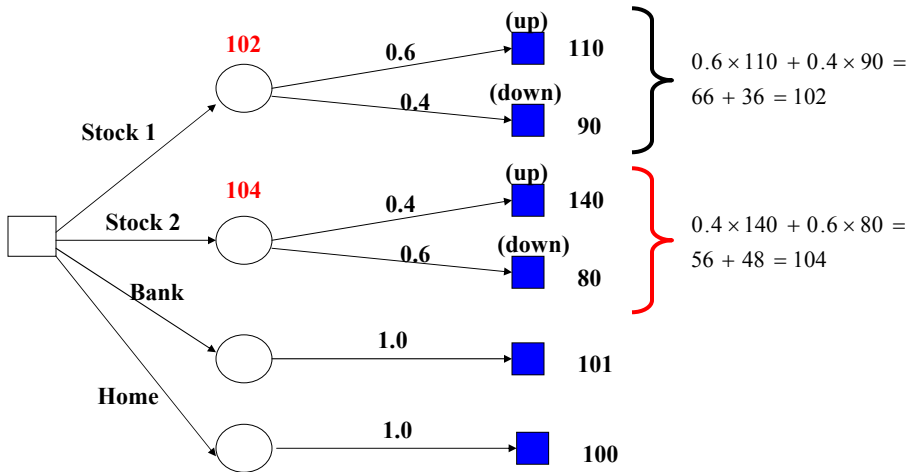 (up)
102
0.6
110
0.6 × 110 + 0.4 × 90 =
66 + 36 = 102
0.4
(down)
90
Stock 1
(up)
104
0.4
140
Stock 2
0.4 × 140 + 0.6 × 80 =
56 + 48 = 104
0.6
(down)
80
Bank
1.0
101
Home
1.0
100